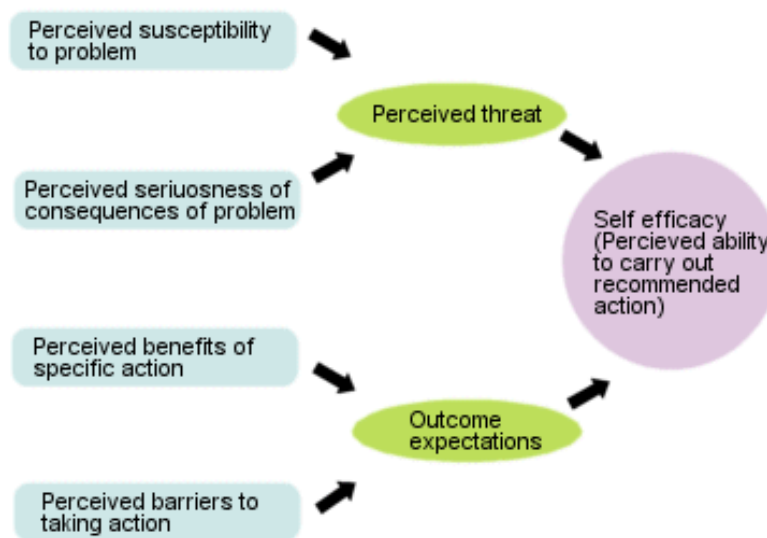 Perceived susceptibility
to problem
Perceived threat
Perceived seriuosness of
consequences of problem
Self efficacy
(Percieved ability
to carry out
recommended
action)
Perceived benefits of
specific action
Outcome
expectations
Perceived barriers to
taking action